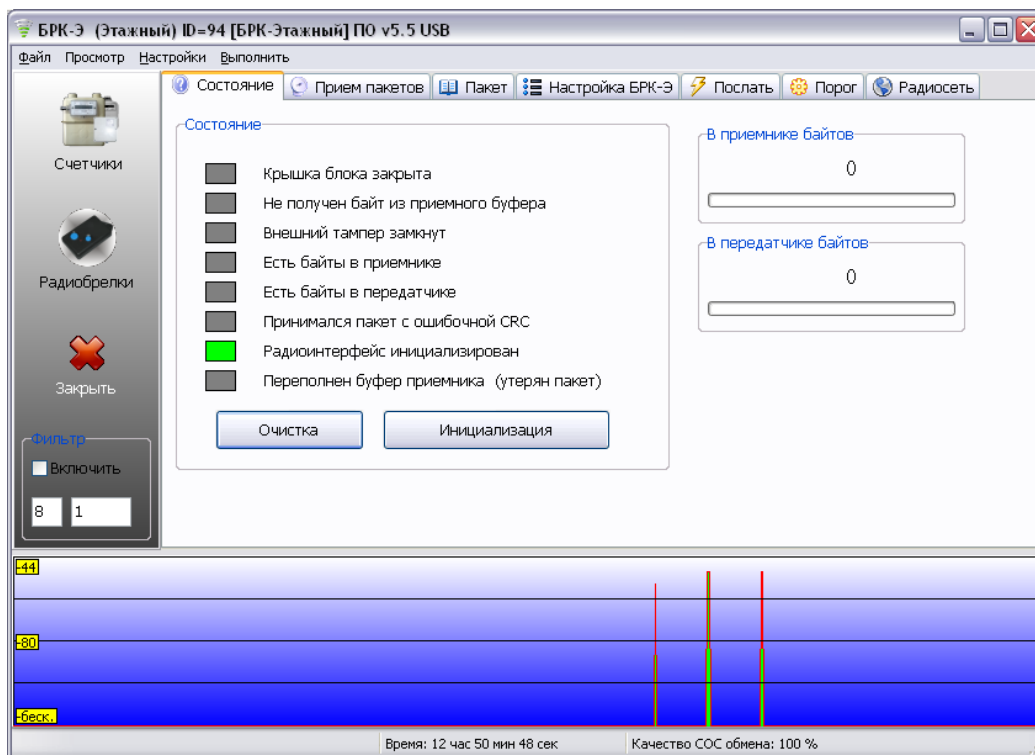 БРК-Э (Этажный) ID=94 [БРК-Этажный] ПО v5.5 USB
Файл Просмотр Настройки Выполнить
Счетчики
Радиобрелки
Закрыть
Фильтр
Включить
8 1
Состояние Прием пакетов Пакет Настройка БРК-Э Послать Порог Радиосеть
Состояние
Крышка блока закрыта
Не получен байт из приемного буфера
Внешний тампер замкнут
Есть байты в приемнике
Есть байты в передатчике
Принимался пакет с ошибочной CRC
Радиоинтерфейс инициализирован
Переполнен буфер приемника (утерян пакет)
Очистка Инициализация
В приемнике байтов
0
В передатчике байтов
0
-44
-80
-беск.
Время: 12 час 50 мин 48 сек Качество СОС обмена: 100 %